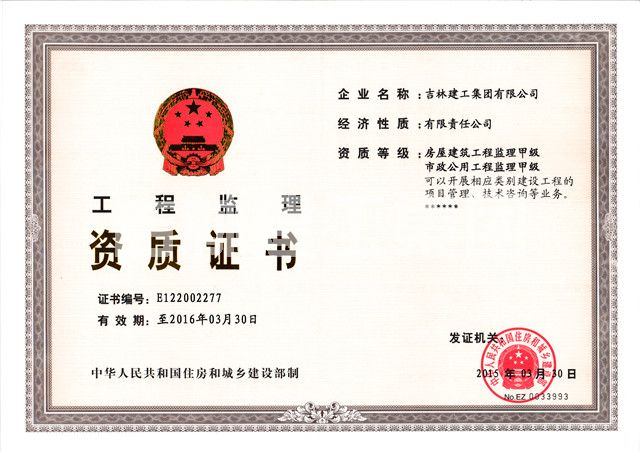 企业名称：吉林建工集团有限公司
经济性质：有限责任公司
资质等级：房屋建筑工程监理甲级
市政公用工程监理甲级
可以开展相应类别建设工程的
项目管理、技术咨询等业务。
******
工程监理
资质证书
证书编号：E122002277
有效期：至2016年03月30日
发证机关
中华人民共和国住房和城乡建设部
2015年03月30日
中华人民共和国住房和城乡建设部制
No.EZ 0033993